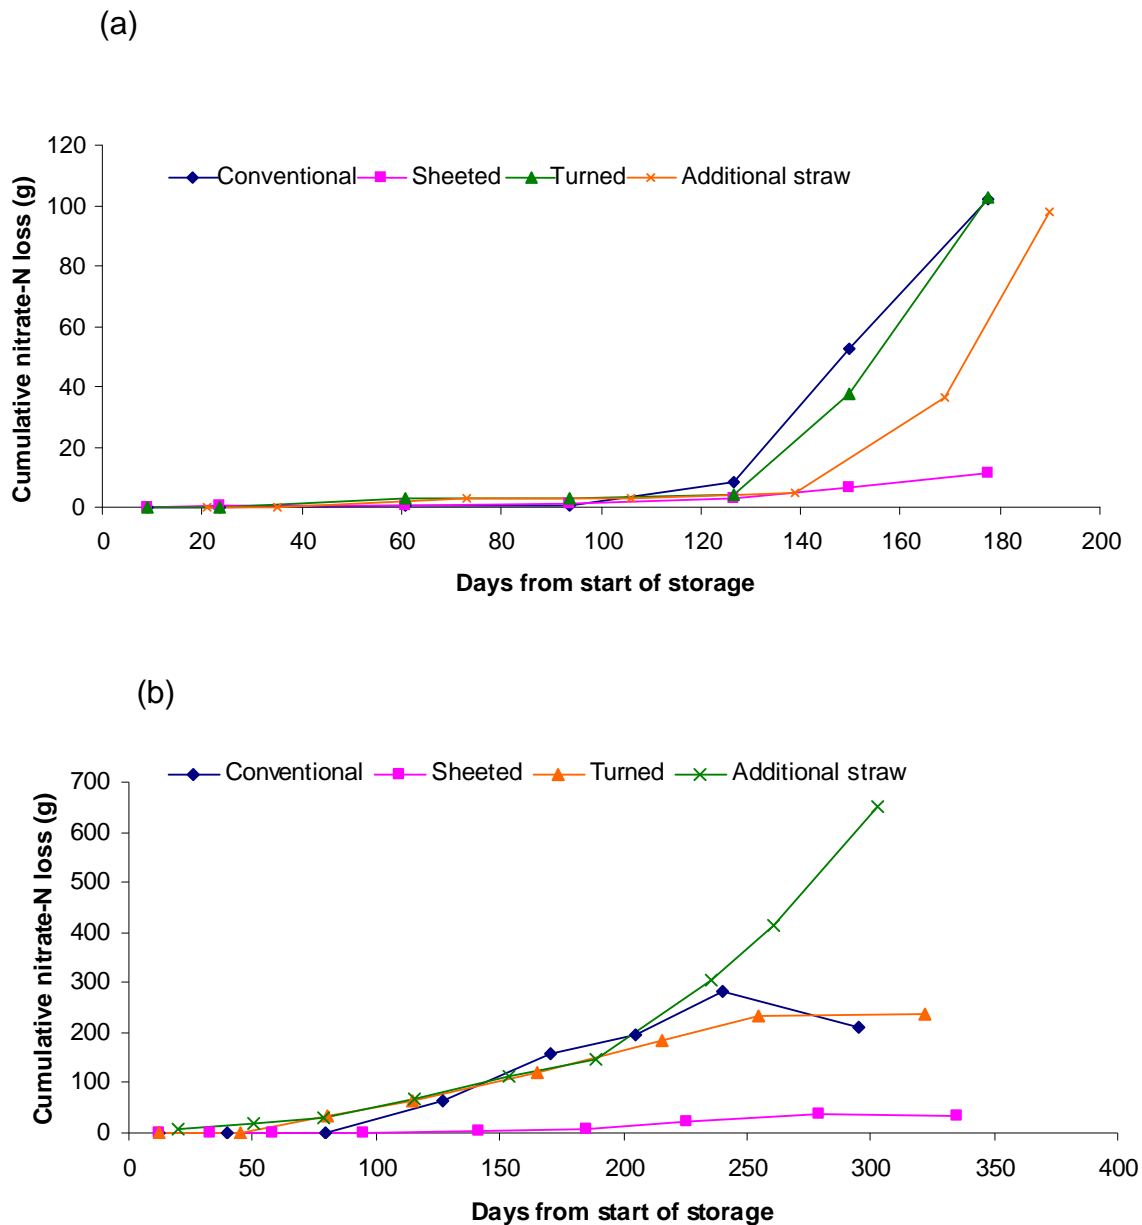 (a)
120
100
80
60
40
20
0
Cumulative nitrate-N loss (g)
Conventional Sheeted Turned Additional straw
0 20 40 60 80 100 120 140 160 180 200
Days from start of storage
(b)
700
600
500
400
300
200
100
0
Cumulative nitrate-N loss (g)
Conventional Sheeted Turned Additional straw
0 50 100 150 200 250 300 350 400
Days from start of storage